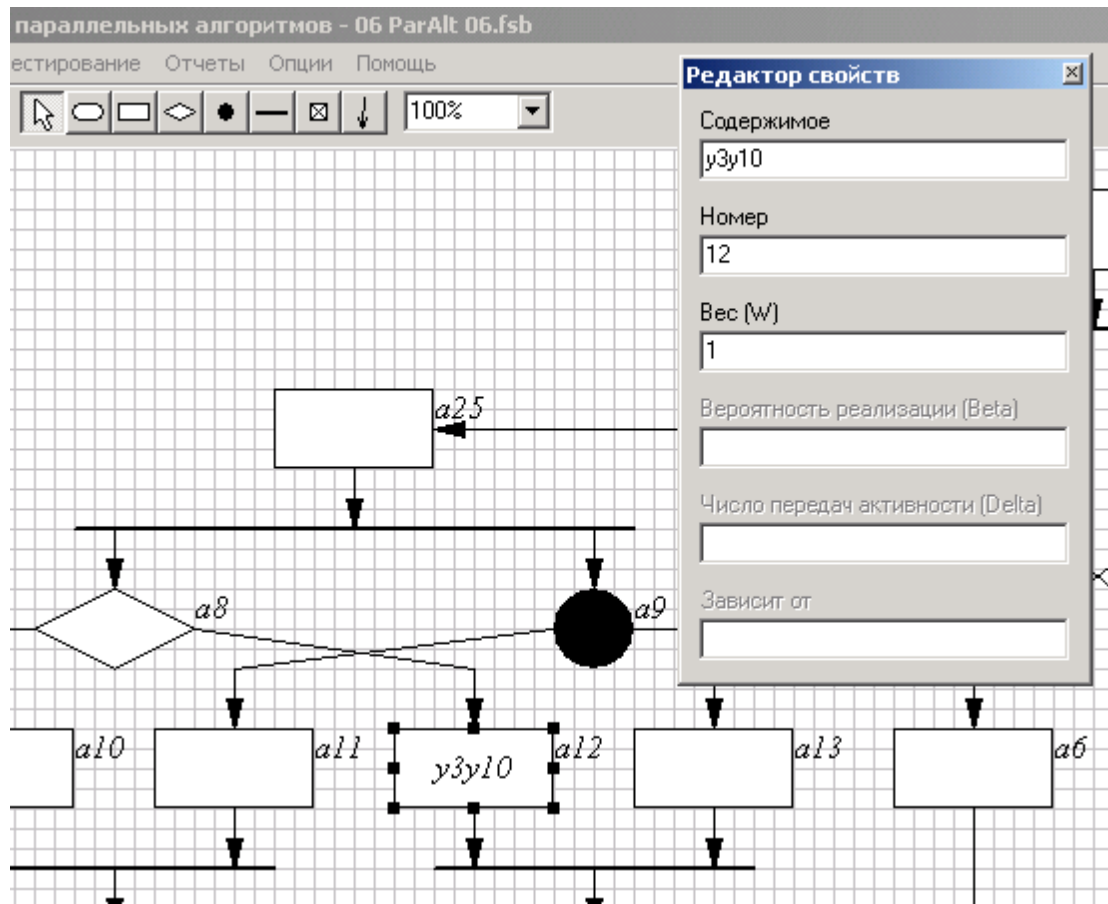 параллельных алгоритмов - 06 ParAlt 06.fsb
естирование Отчеты Опции Помощь
100%
Редактор свойств
Содержимое
y3y10
Номер
12
Вес (W)
1
Вероятность реализации (Beta)
Число передач активности (Delta)
Зависит от
a25
a8
a9
a10
a11
y3y10
a12
a13
a6